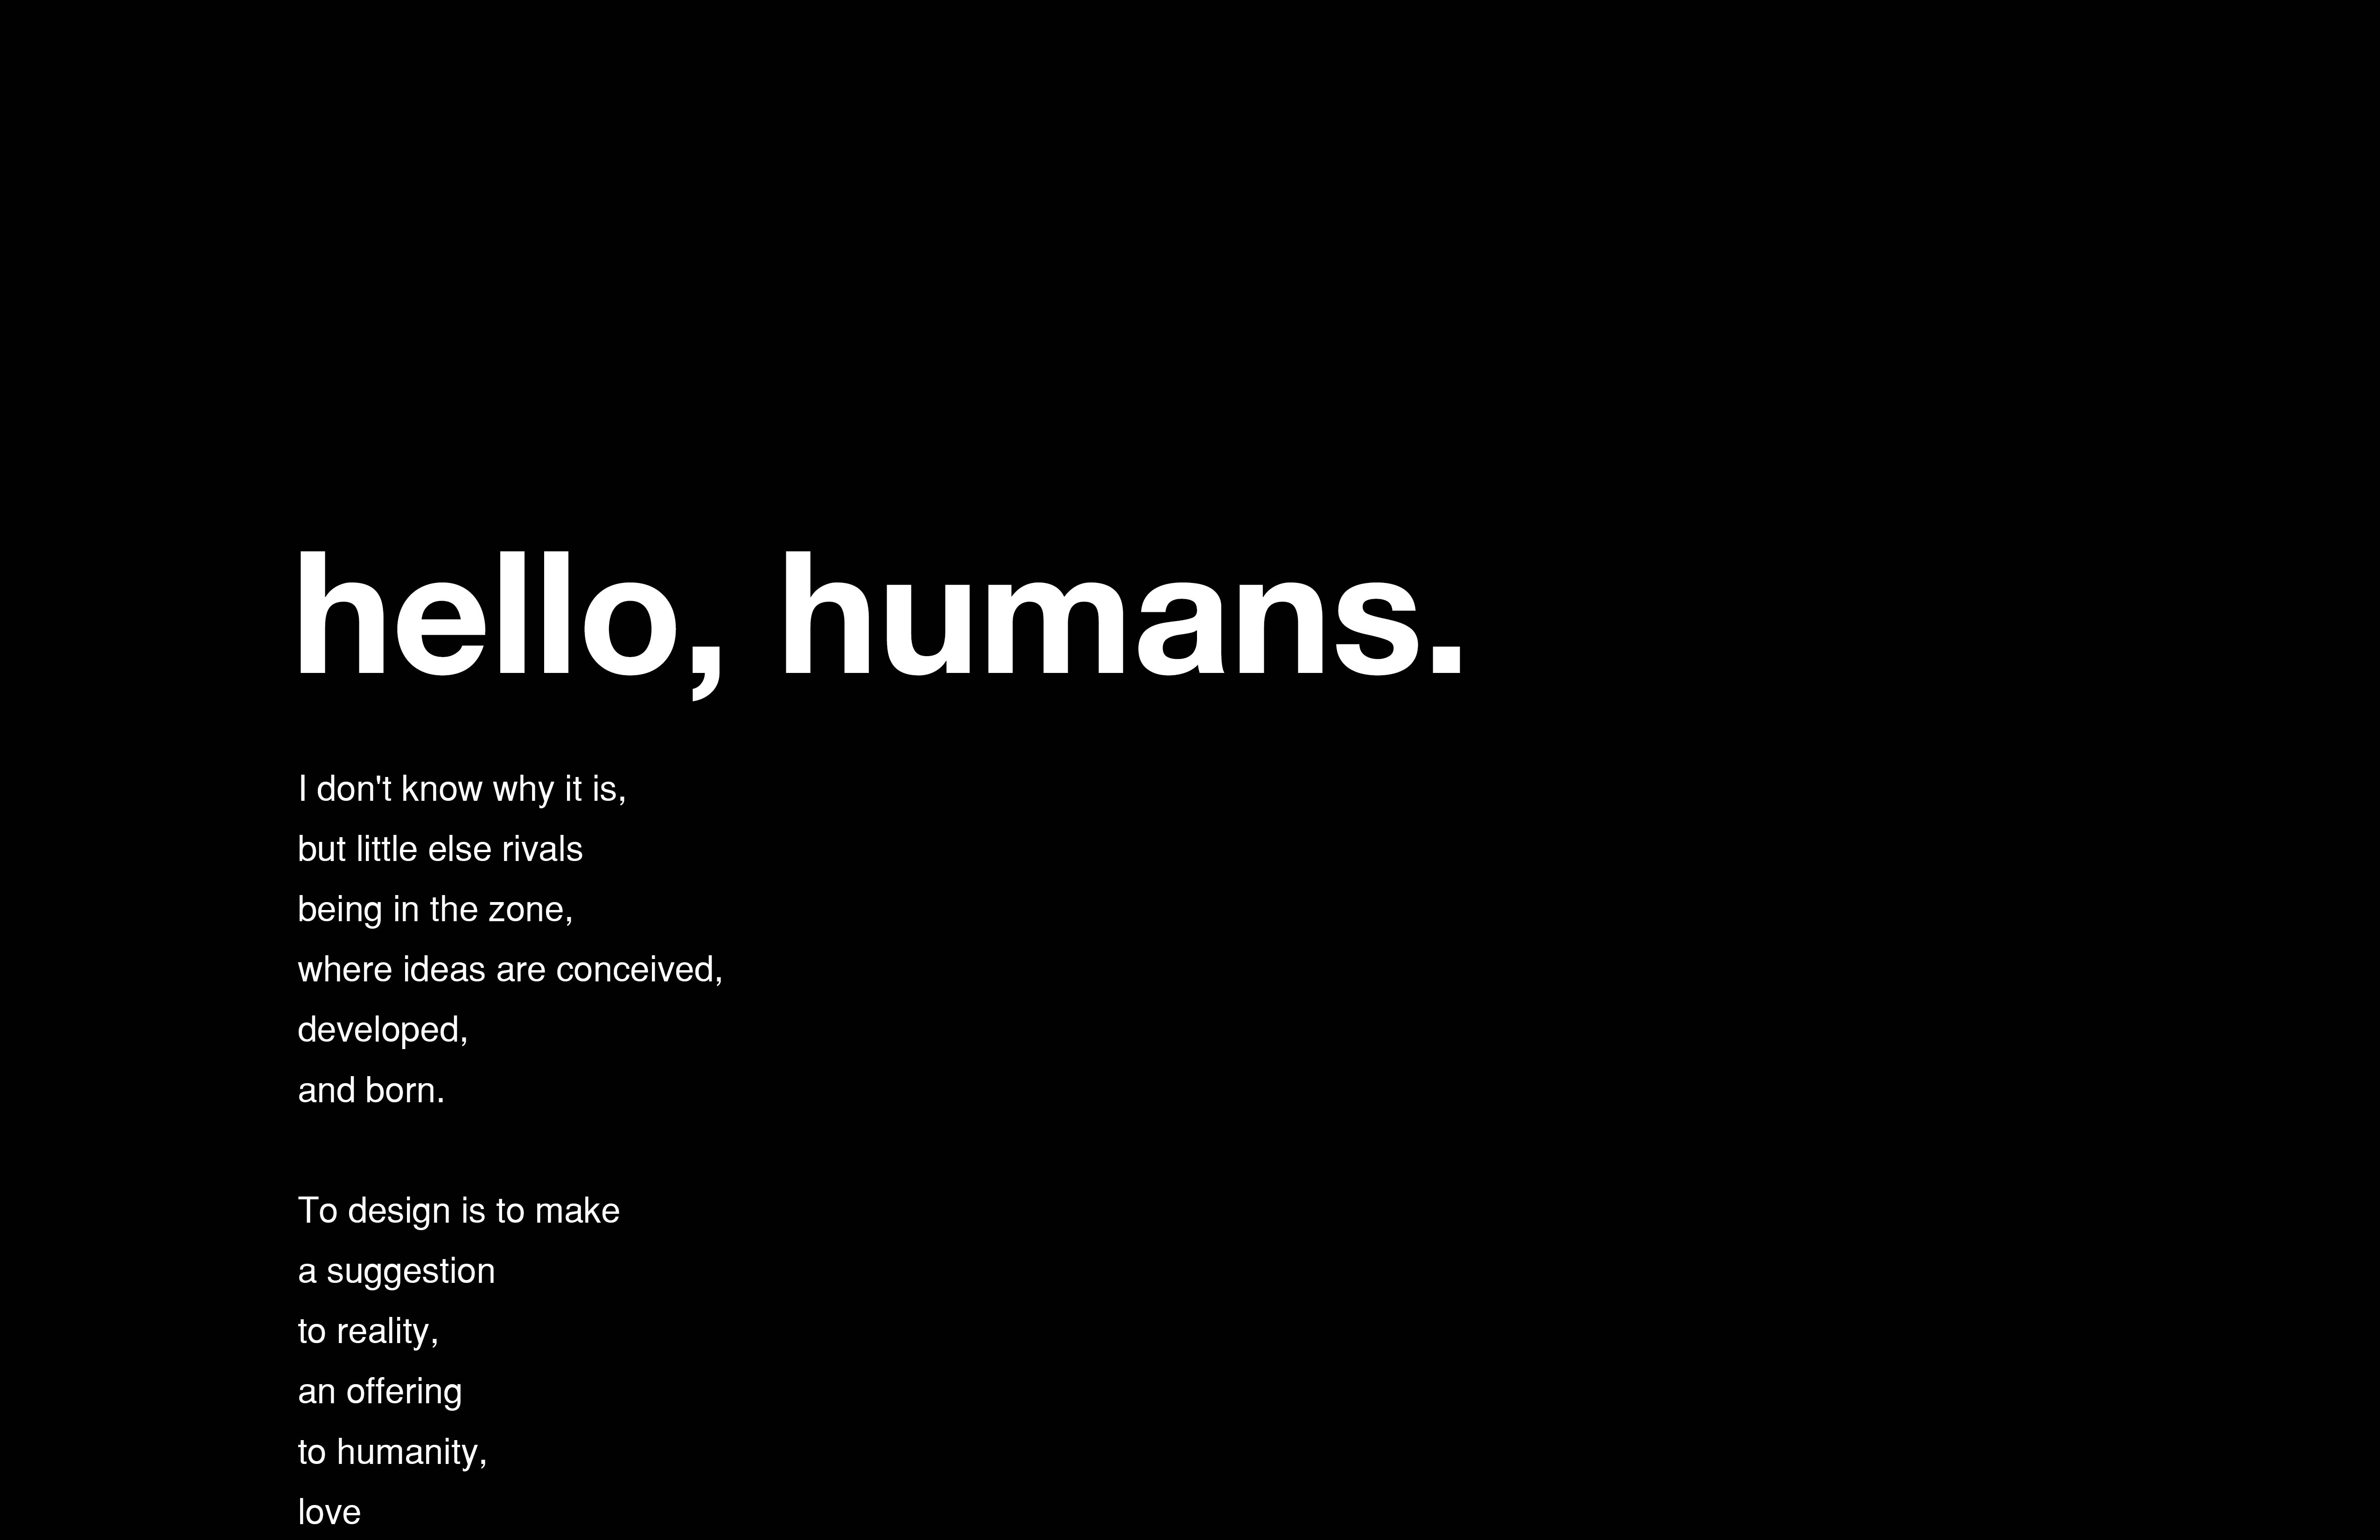 hello, humans.
I don't know why it is,
but little else rivals
being in the zone,
where ideas are conceived,
developed,
and born.
To design is to make
a suggestion
to reality,
an offering
to humanity,
love